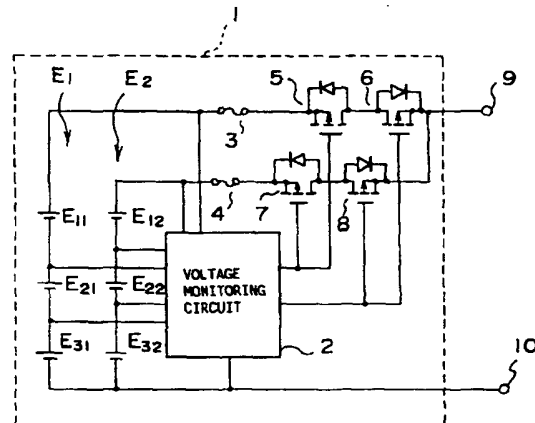 1
E1
E2
5
6
9
3
4
7
8
E11
E12
E21
E22
E31
E32
VOLTAGE
MONITORING
CIRCUIT
2
10